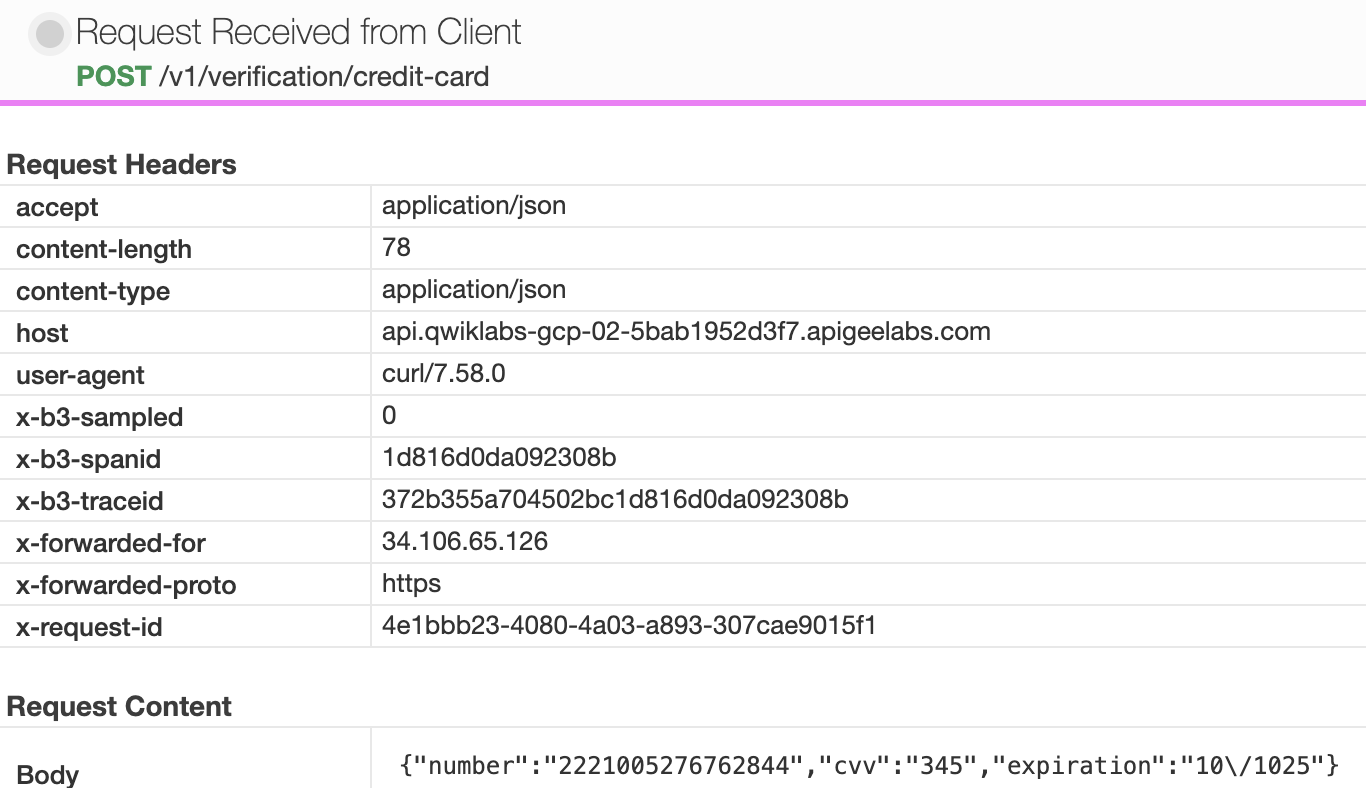 Request Received from Client
POST /v1/verification/credit-card
Request Headers
accept application/json
content-length 78
content-type application/json
host api.qwiklabs-gcp-02-5bab1952d3f7.apigeelabs.com
user-agent curl/7.58.0
x-b3-sampled 0
x-b3-spanid 1d816d0da092308b
x-b3-traceid 372b355a704502bc1d816d0da092308b
x-forwarded-for 34.106.65.126
x-forwarded-proto https
x-request-id 4e1bbb23-4080-4a03-a893-307cae9015f1
Request Content
Body {"number":"2221005276762844","cvv":"345","expiration":"10\/1025"}